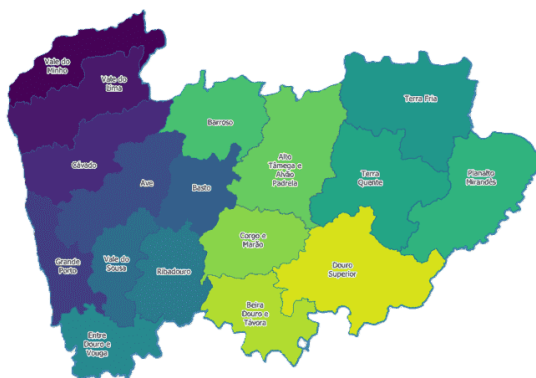 Vale do
Minho
Vale do
Lima
Cávado
Ave
Basto
Barroso
Alto
Tâmega e
Alvão
Padrela
Terra Fria
Terra
Quente
Planalto
Mirandês
Grande
Porto
Vale do
Sousa
Ribadouro
Corgo e
Marão
Douro
Superior
Beira
Douro e
Távora
Entre
Douro e
Vouga